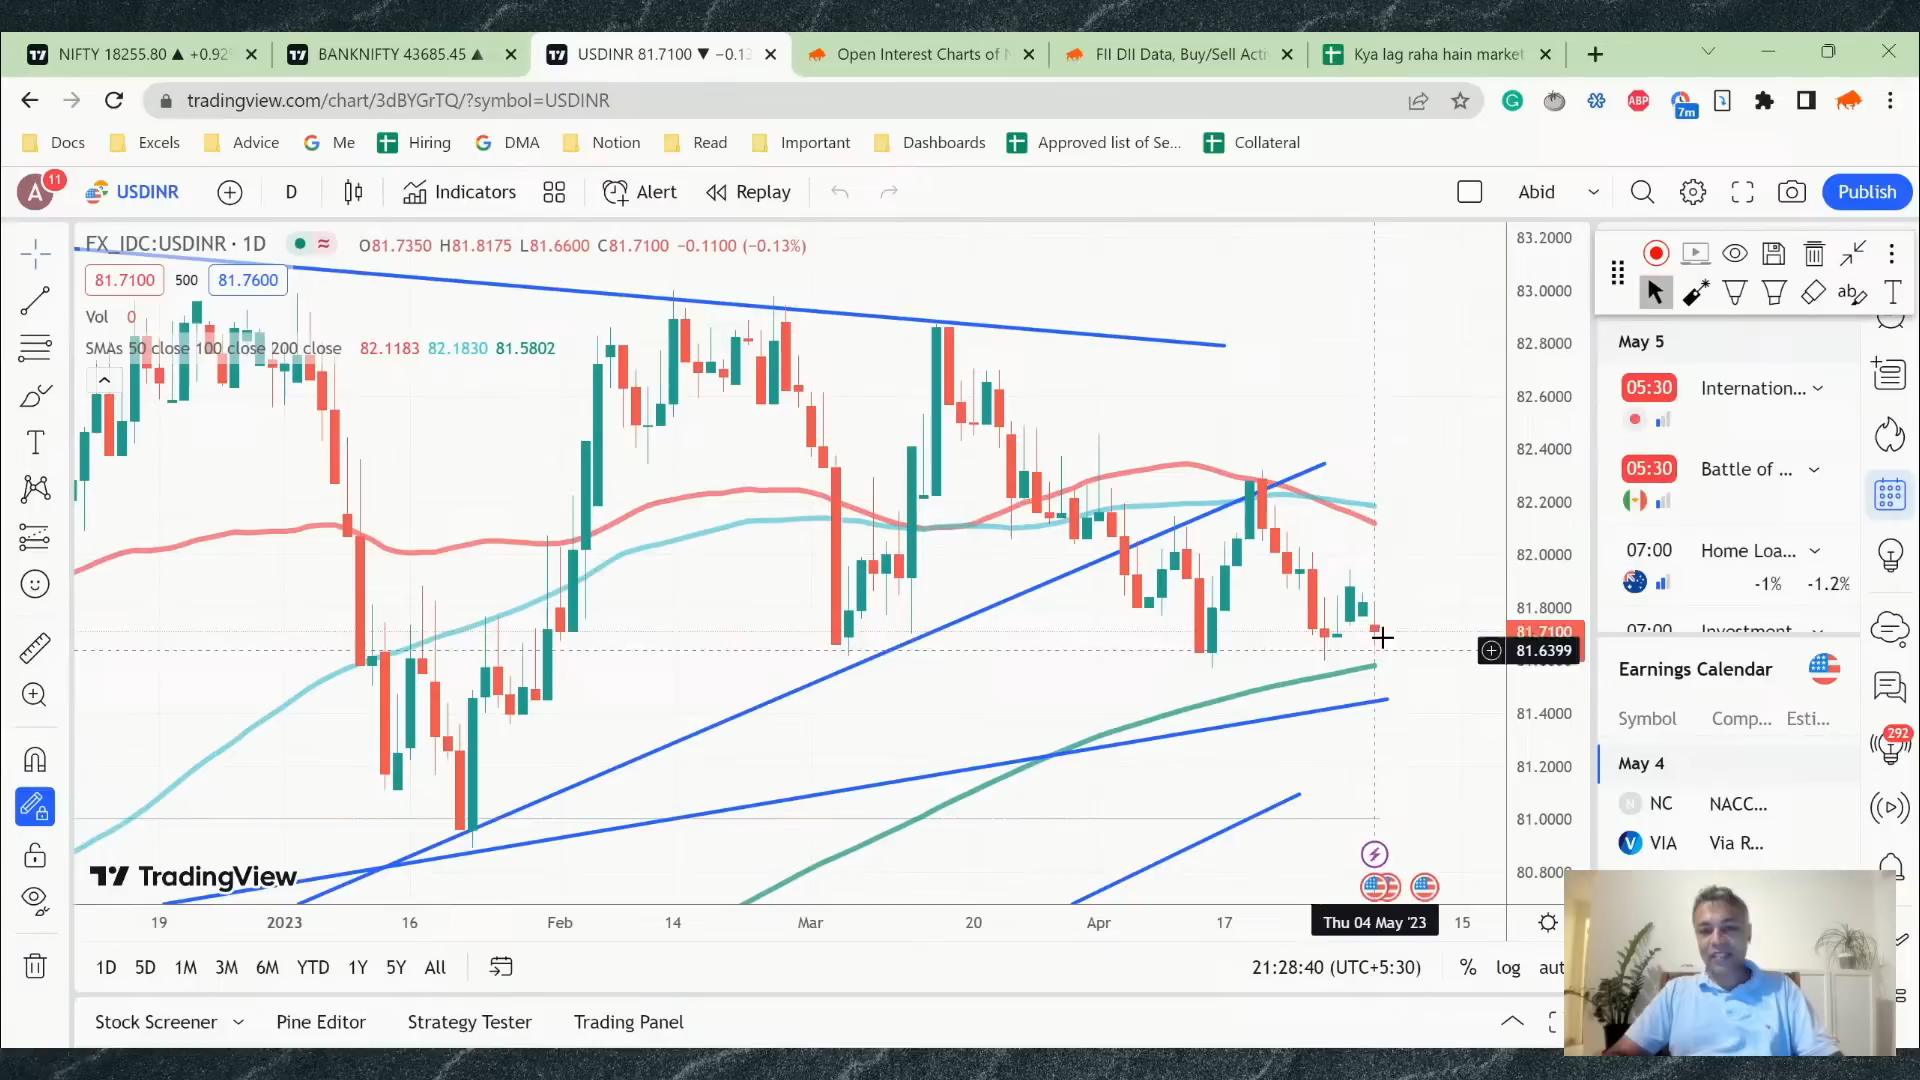 NIFTY 18255.80 ▲ +0.92
BANKNIFTY 43685.45 ▲
USDINR 81.7100 ▼ −0.13
Open Interest Charts of
FII DII Data, Buy/Sell Acti
Kya lag raha hain market
tradingview.com/chart/3dBYGrTQ/?symbol=USDINR
ABP
7m
Docs
Excels
Advice
Me
Hiring
DMA
Notion
Read
Important
Dashboards
Approved list of Se...
Collateral
A
11
USDINR
D
Indicators
Alert
Replay
Abid
Publish
FX_IDC:USDINR · 1D
O81.7350 H81.8175 L81.6600 C81.7100 −0.1100 (−0.13%)
81.7100
500
81.7600
Vol 0
SMAs 50 close 100 close 200 close 82.1183 82.1830 81.5802
83.2000
83.0000
82.8000
82.6000
82.4000
82.2000
82.0000
81.8000
81.7100
81.6399
81.4000
81.2000
81.0000
80.8000
May 5
05:30 Internation...
05:30 Battle of ...
07:00 Home Loa...
-1% -1.2%
07:00 Investment
Earnings Calendar
Symbol Comp... Esti...
May 4
N NC NACC...
VIA Via R...
292
TradingView
19
2023
16
Feb
14
Mar
20
Apr
17
Thu 04 May '23
15
1D
5D
1M
3M
6M
YTD
1Y
5Y
All
21:28:40 (UTC+5:30)
%
log
aut
Stock Screener
Pine Editor
Strategy Tester
Trading Panel